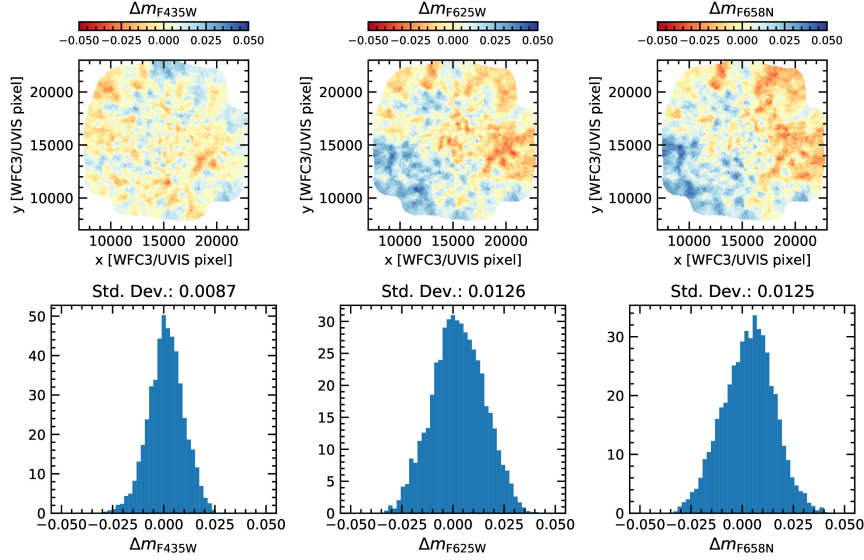 Δm_F435W Δm_F625W Δm_F658N
−0.050 −0.025 0.000 0.025 0.050 −0.050 −0.025 0.000 0.025 0.050 −0.050 −0.025 0.000 0.025 0.050
y [WFC3/UVIS pixel] y [WFC3/UVIS pixel] y [WFC3/UVIS pixel]
20000 20000 20000
15000 15000 15000
10000 10000 10000
10000 15000 20000 10000 15000 20000 10000 15000 20000
x [WFC3/UVIS pixel] x [WFC3/UVIS pixel] x [WFC3/UVIS pixel]
Std. Dev.: 0.0087 Std. Dev.: 0.0126 Std. Dev.: 0.0125
50
40
30
20
10
0
30
25
20
15
10
5
0
30
20
10
0
−0.050 −0.025 0.000 0.025 0.050 −0.050 −0.025 0.000 0.025 0.050 −0.050 −0.025 0.000 0.025 0.050
Δm_F435W Δm_F625W Δm_F658N